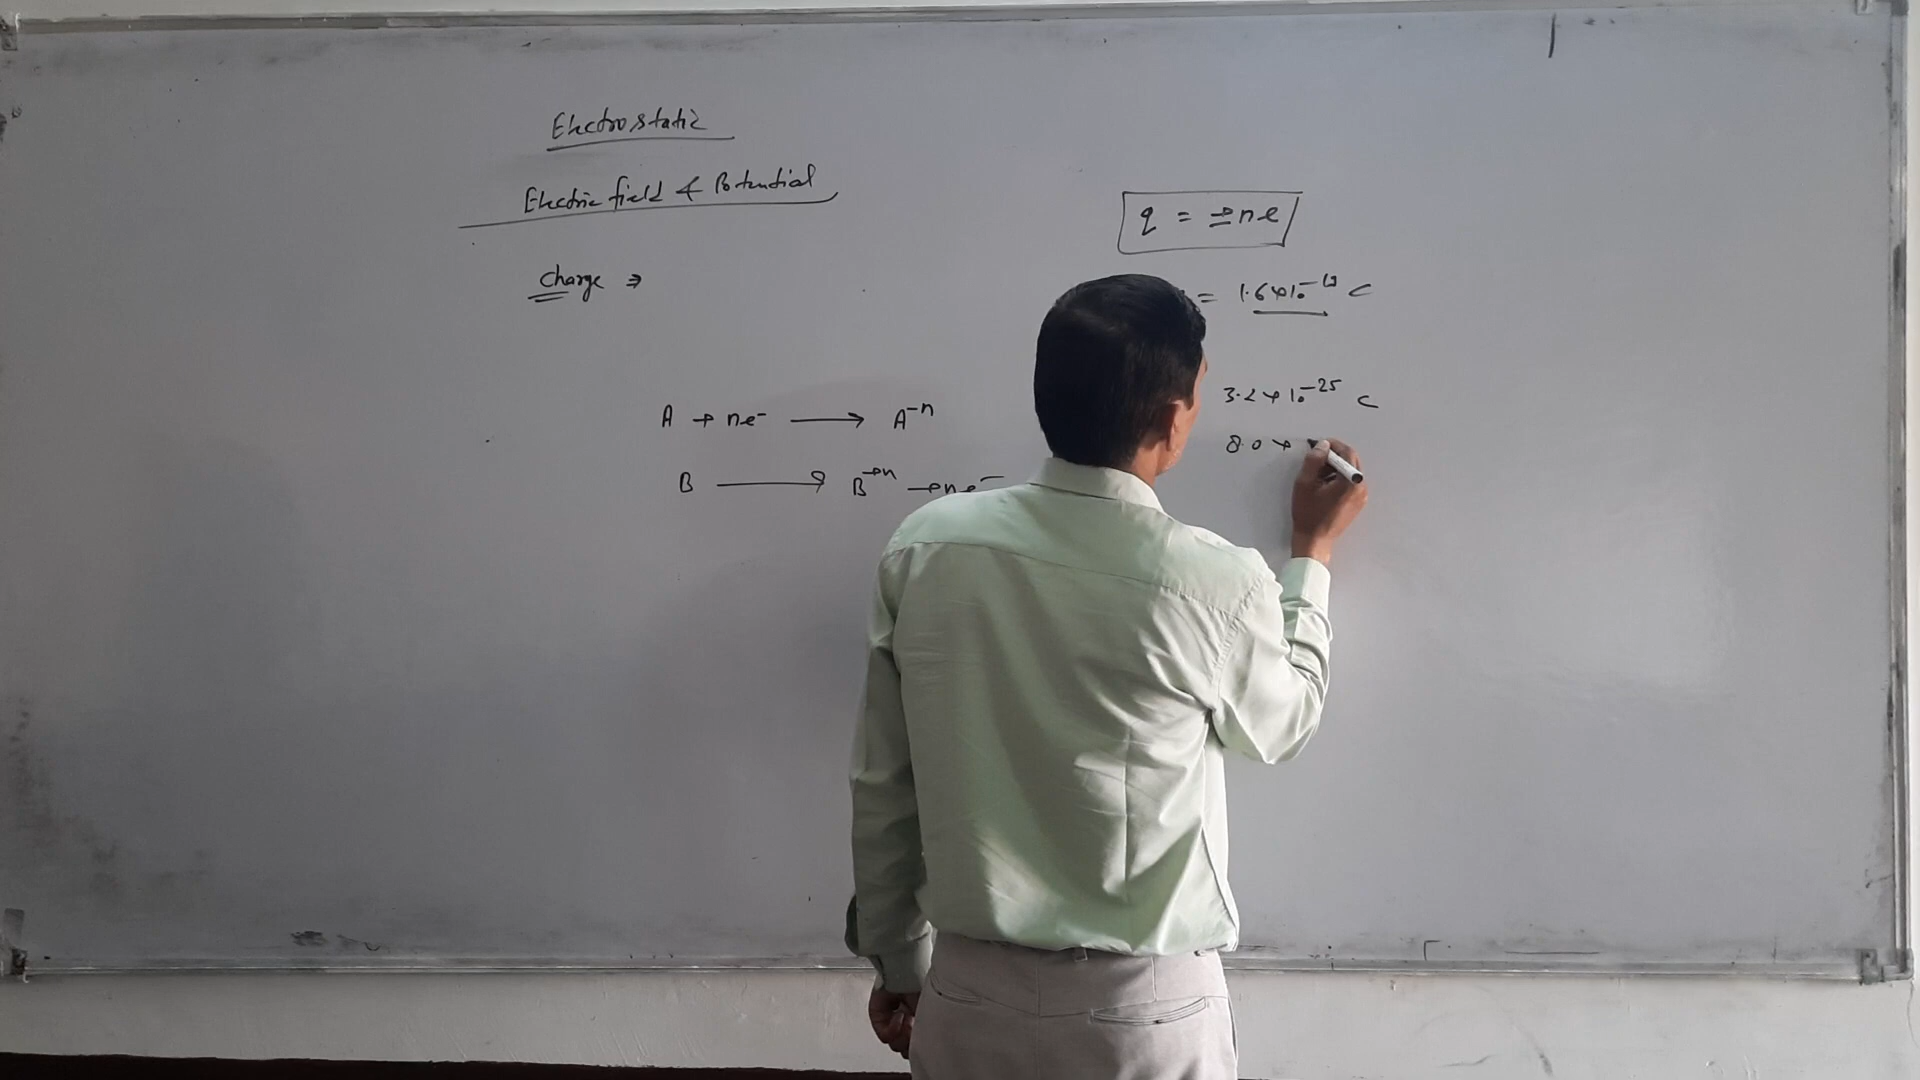 Electrostatic
Electric field & Potential
Charge ⇒
A + ne⁻ ⟶ A⁻ⁿ
B ⟶ B⁺ⁿ + ne⁻
q = ±ne
= 1.6×10⁻¹⁹ C
3.2×10⁻²⁵ C
8.0×